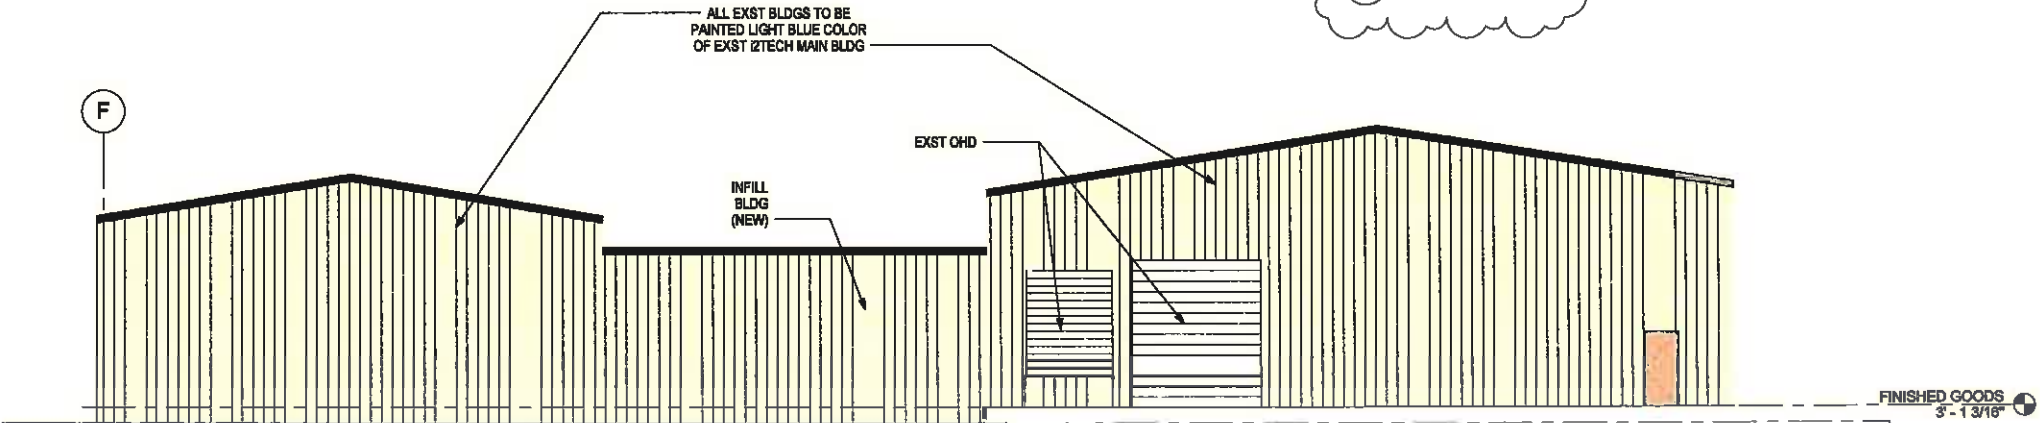 ALL EXST BLDGS TO BE
PAINTED LIGHT BLUE COLOR
OF EXST i2TECH MAIN BLDG
F
EXST OHD
INFILL
BLDG
(NEW)
FINISHED GOODS
3' - 1 3/16"